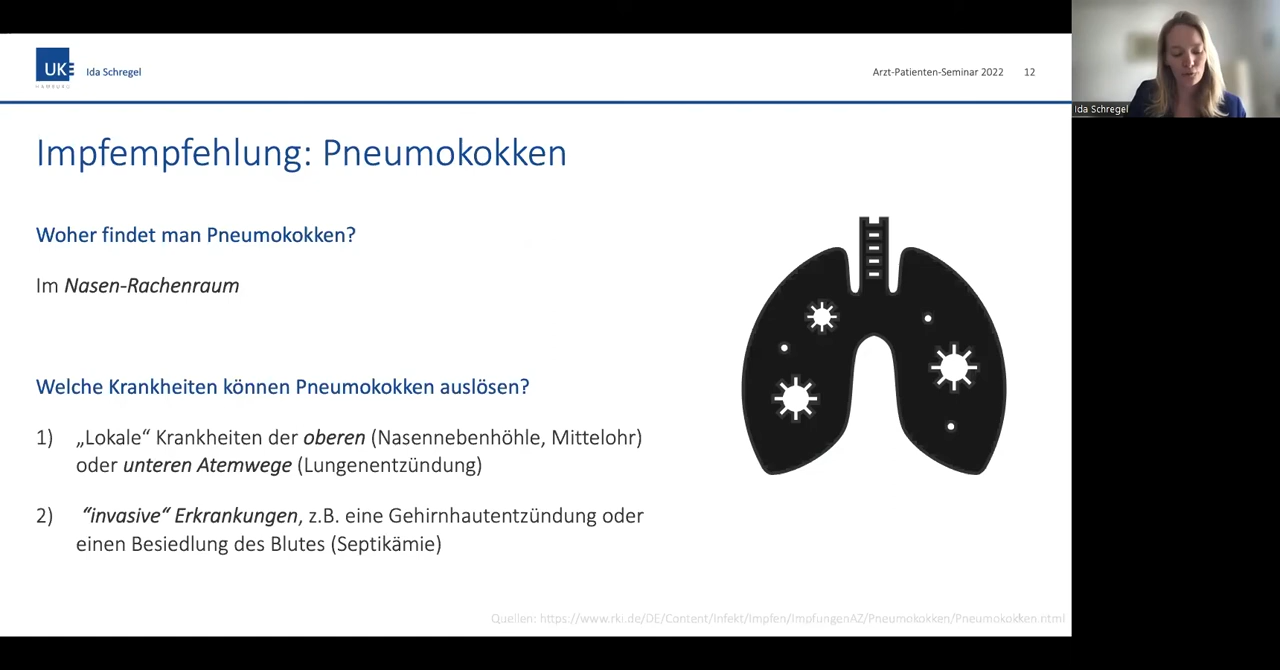 UKE
HAMBURG
Ida Schregel
Arzt-Patienten-Seminar 2022 12
Ida Schregel
Impfempfehlung: Pneumokokken
Woher findet man Pneumokokken?
Im Nasen-Rachenraum
Welche Krankheiten können Pneumokokken auslösen?
1) „Lokale“ Krankheiten der oberen (Nasennebenhöhle, Mittelohr)
oder unteren Atemwege (Lungenentzündung)
2) “invasive“ Erkrankungen, z.B. eine Gehirnhautentzündung oder
einen Besiedlung des Blutes (Septikämie)
Quellen: https://www.rki.de/DE/Content/Infekt/Impfen/ImpfungenAZ/Pneumokokken/Pneumokokken.html